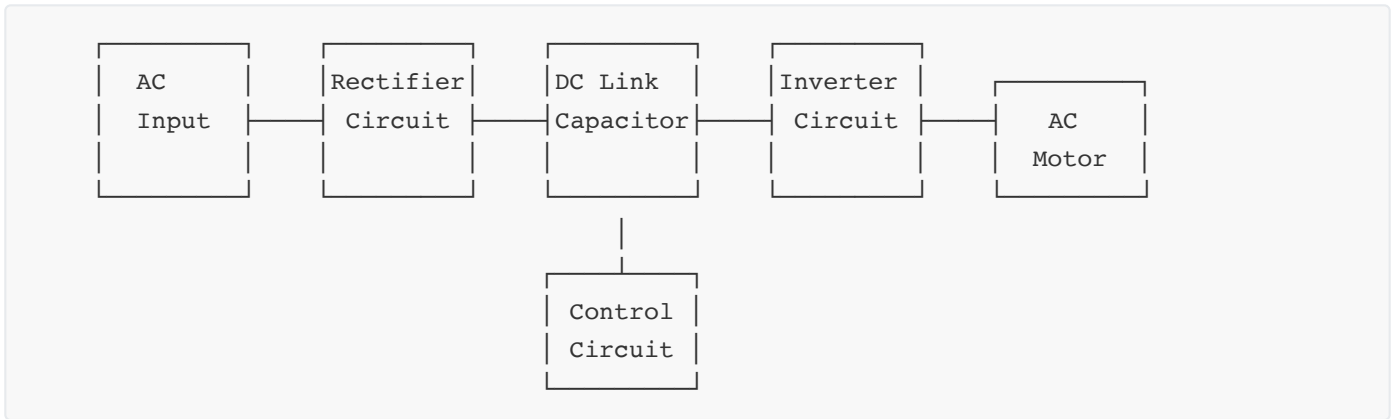 AC
Input
Rectifier
Circuit
DC Link
Capacitor
Inverter
Circuit
AC
Motor
Control
Circuit